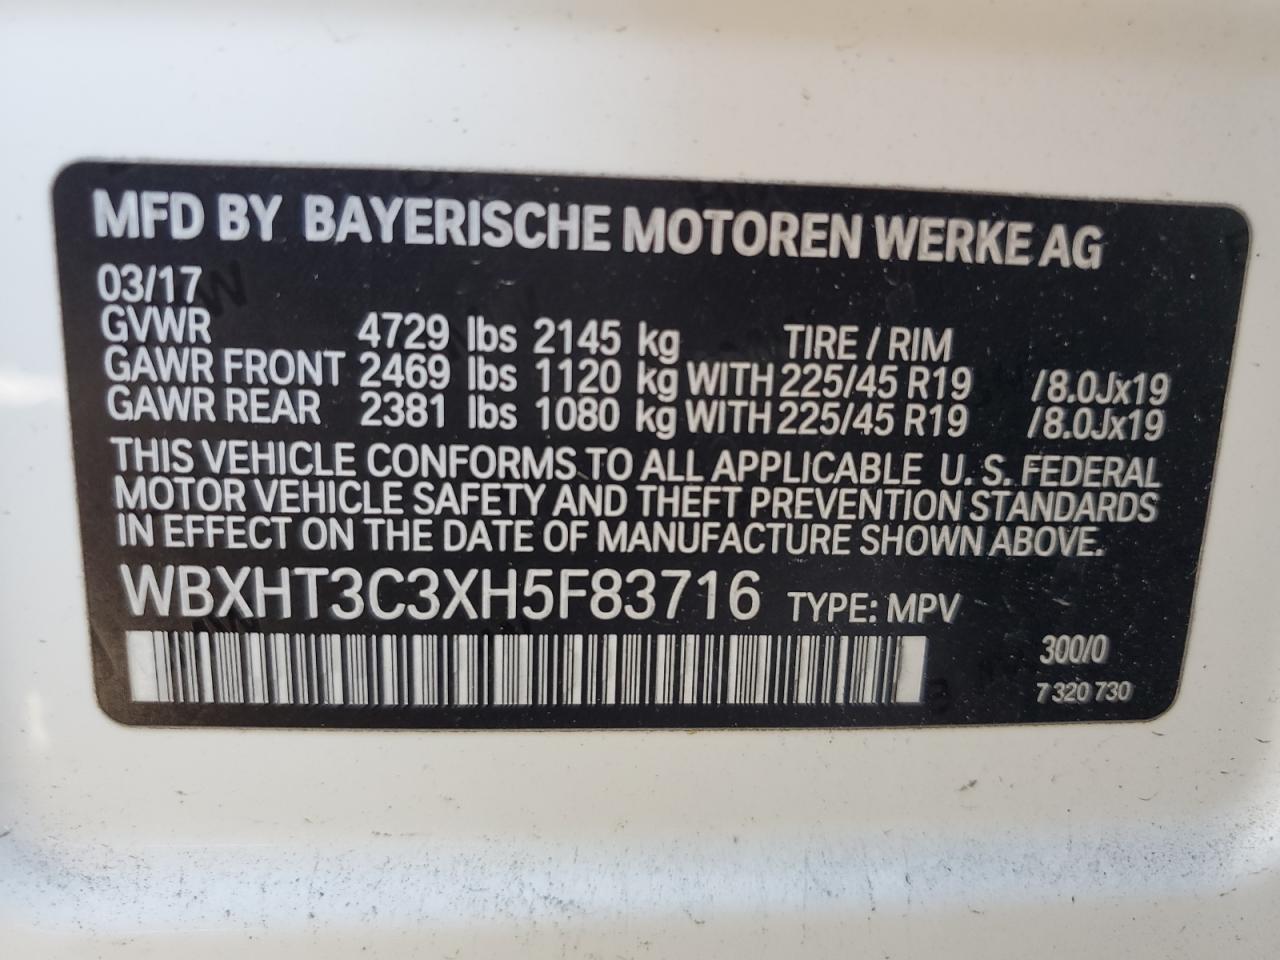 MFD BY BAYERISCHE MOTOREN WERKE AG
03/17
GVWR 4729 lbs 2145 kg TIRE / RIM
GAWR FRONT 2469 lbs 1120 kg WITH 225/45 R19 /8.0Jx19
GAWR REAR 2381 lbs 1080 kg WITH 225/45 R19 /8.0Jx19
THIS VEHICLE CONFORMS TO ALL APPLICABLE U. S. FEDERAL
MOTOR VEHICLE SAFETY AND THEFT PREVENTION STANDARDS
IN EFFECT ON THE DATE OF MANUFACTURE SHOWN ABOVE.
WBXHT3C3XH5F83716 TYPE: MPV
300/0
7 320 730